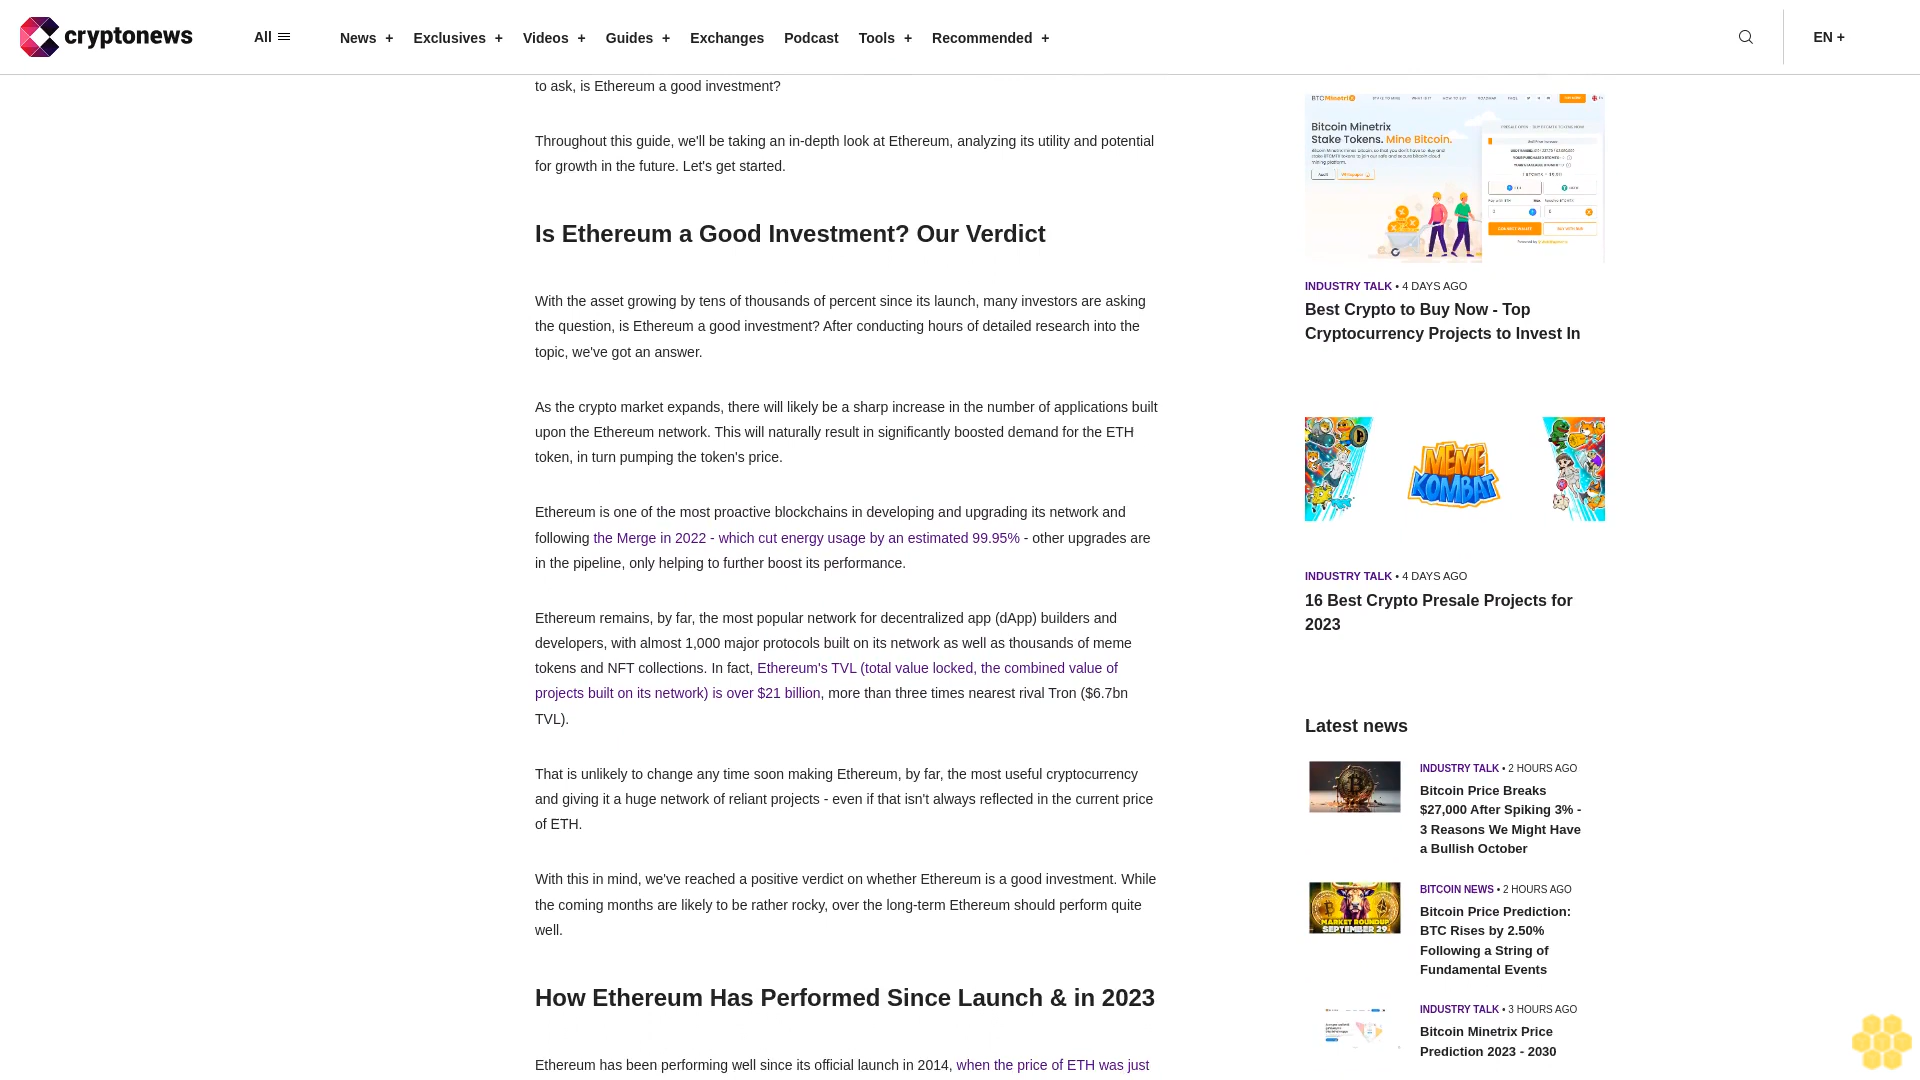 cryptonews
All
News +
Exclusives +
Videos +
Guides +
Exchanges
Podcast
Tools +
Recommended +
EN +
to ask, is Ethereum a good investment?
Throughout this guide, we'll be taking an in-depth look at Ethereum, analyzing its utility and potential
for growth in the future. Let's get started.
Is Ethereum a Good Investment? Our Verdict
With the asset growing by tens of thousands of percent since its launch, many investors are asking
the question, is Ethereum a good investment? After conducting hours of detailed research into the
topic, we've got an answer.
As the crypto market expands, there will likely be a sharp increase in the number of applications built
upon the Ethereum network. This will naturally result in significantly boosted demand for the ETH
token, in turn pumping the token's price.
Ethereum is one of the most proactive blockchains in developing and upgrading its network and
following the Merge in 2022 - which cut energy usage by an estimated 99.95% - other upgrades are
in the pipeline, only helping to further boost its performance.
Ethereum remains, by far, the most popular network for decentralized app (dApp) builders and
developers, with almost 1,000 major protocols built on its network as well as thousands of meme
tokens and NFT collections. In fact, Ethereum's TVL (total value locked, the combined value of
projects built on its network) is over $21 billion, more than three times nearest rival Tron ($6.7bn
TVL).
That is unlikely to change any time soon making Ethereum, by far, the most useful cryptocurrency
and giving it a huge network of reliant projects - even if that isn't always reflected in the current price
of ETH.
With this in mind, we've reached a positive verdict on whether Ethereum is a good investment. While
the coming months are likely to be rather rocky, over the long-term Ethereum should perform quite
well.
How Ethereum Has Performed Since Launch & in 2023
Ethereum has been performing well since its official launch in 2014, when the price of ETH was just
BTCMinetrix
Bitcoin Minetrix
Stake Tokens. Mine Bitcoin.
INDUSTRY TALK • 4 DAYS AGO
Best Crypto to Buy Now - Top
Cryptocurrency Projects to Invest In
MEME
KOMBAT
INDUSTRY TALK • 4 DAYS AGO
16 Best Crypto Presale Projects for
2023
Latest news
INDUSTRY TALK • 2 HOURS AGO
Bitcoin Price Breaks
$27,000 After Spiking 3% -
3 Reasons We Might Have
a Bullish October
MARKET ROUNDUP
SEPTEMBER 29
BITCOIN NEWS • 2 HOURS AGO
Bitcoin Price Prediction:
BTC Rises by 2.50%
Following a String of
Fundamental Events
INDUSTRY TALK • 3 HOURS AGO
Bitcoin Minetrix Price
Prediction 2023 - 2030